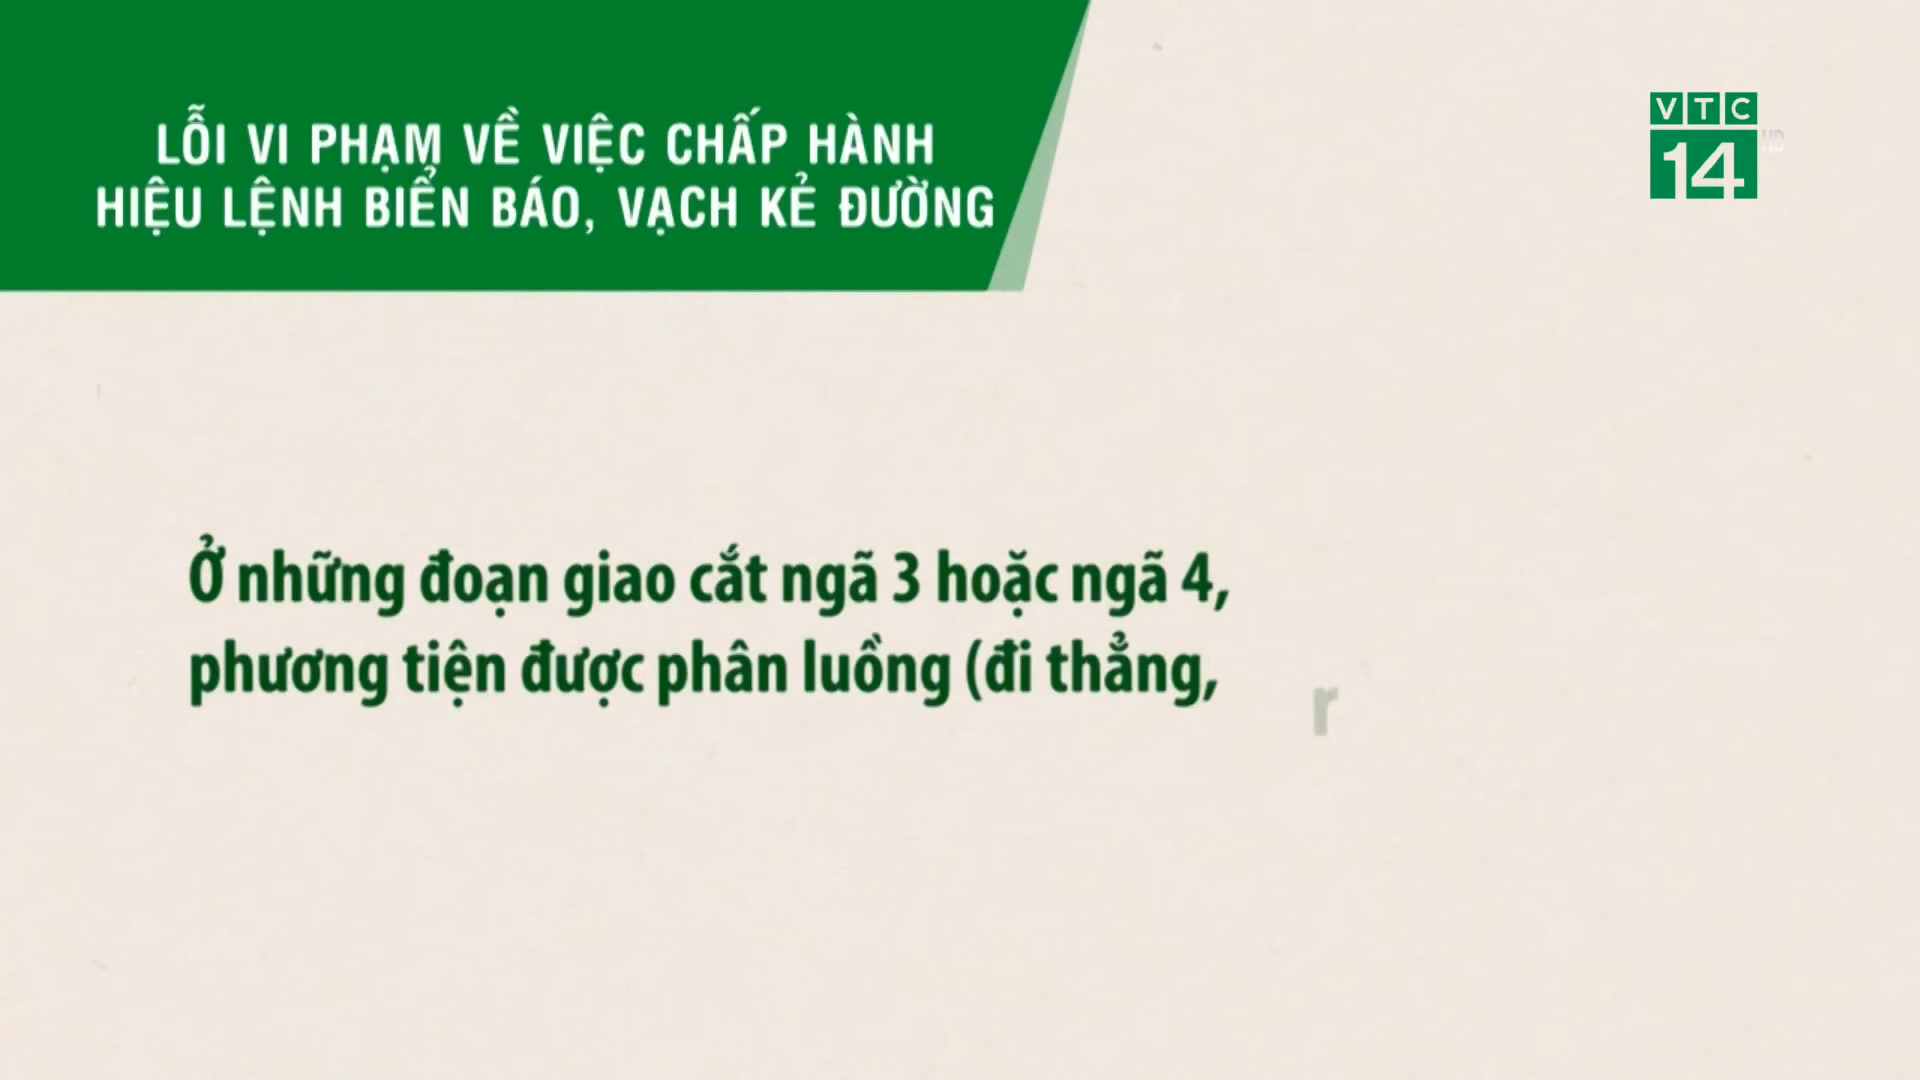 LỖI VI PHẠM VỀ VIỆC CHẤP HÀNH
HIỆU LỆNH BIỂN BÁO, VẠCH KẺ ĐƯỜNG
VTC
14
HD
Ở những đoạn giao cắt ngã 3 hoặc ngã 4,
phương tiện được phân luồng (đi thẳng,
r